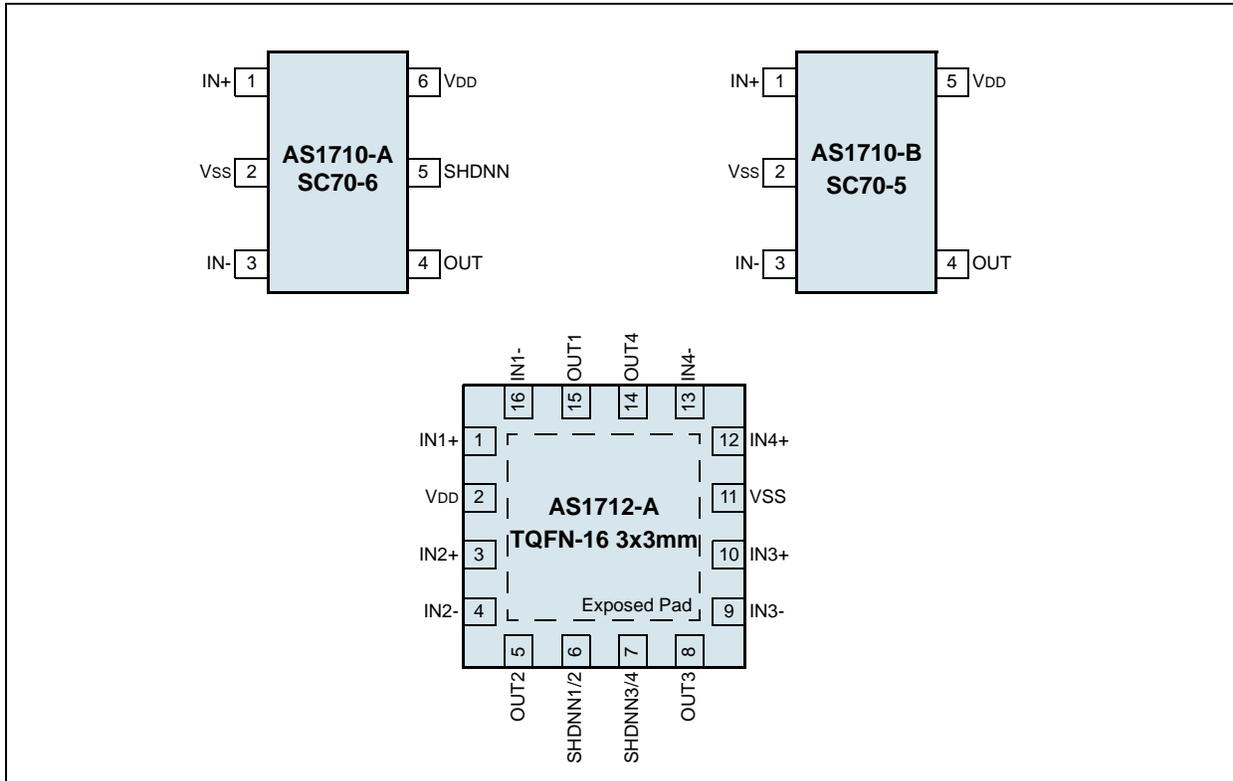 IN+ 1 6 VDD
AS1710-A
VSS 2 5 SHDNN
SC70-6
IN- 3 4 OUT
IN+ 1 5 VDD
AS1710-B
VSS 2
SC70-5
IN- 3 4 OUT
IN1- OUT1 OUT4 IN4-
16 15 14 13
IN1+ 1 12 IN4+
VDD 2 11 VSS
AS1712-A
TQFN-16 3x3mm
IN2+ 3 10 IN3+
IN2- 4 Exposed Pad 9 IN3-
5 6 7 8
OUT2 SHDNN1/2 SHDNN3/4 OUT3